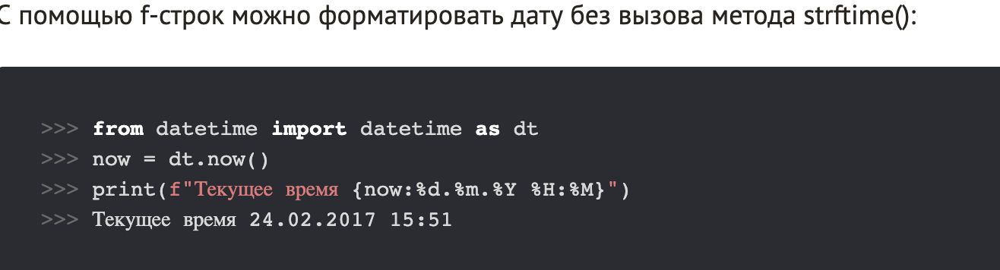 С помощью f-строк можно форматировать дату без вызова метода strftime():
>>> from datetime import datetime as dt
>>> now = dt.now()
>>> print(f"Текущее время {now:%d.%m.%Y %H:%M}")
>>> Текущее время 24.02.2017 15:51